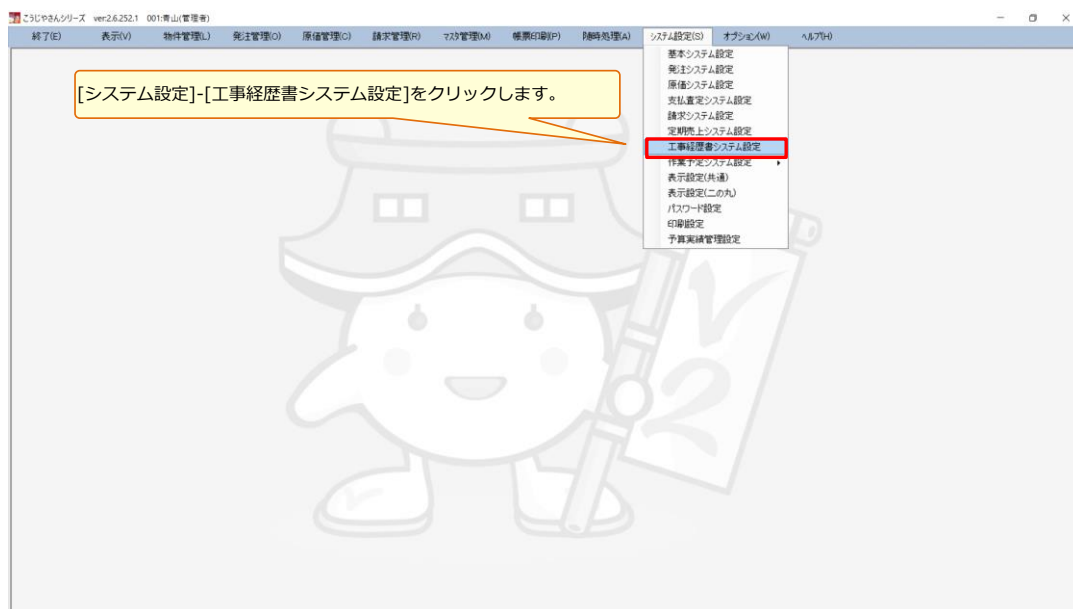 こうじやさんシリーズ ver:2.6.252.1 001:青山(管理者)
終了(E) 表示(V) 物件管理(L) 発注管理(O) 原価管理(C) 請求管理(R) マスタ管理(M) 帳票印刷(P) 随時処理(A) システム設定(S) オプション(W) ヘルプ(H)
基本システム設定
発注システム設定
原価システム設定
支払査定システム設定
請求システム設定
定期売上システム設定
工事経歴書システム設定
作業予定システム設定
表示設定(共通)
表示設定(二の丸)
パスワード設定
印刷設定
予算実績管理設定
[システム設定]-[工事経歴書システム設定]をクリックします。
V2